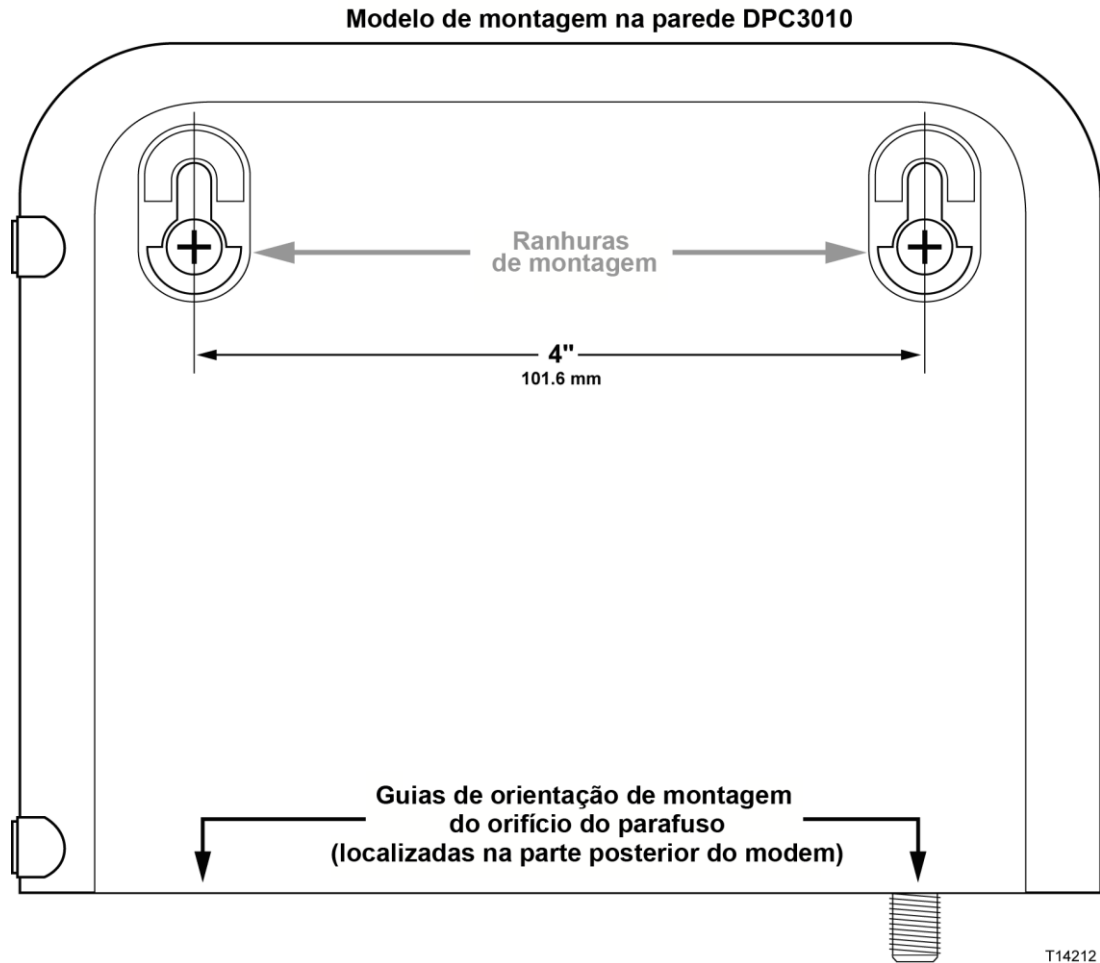 Modelo de montagem na parede DPC3010
Ranhuras
de montagem
4"
101.6 mm
Guias de orientação de montagem
do orifício do parafuso
(localizadas na parte posterior do modem)
T14212